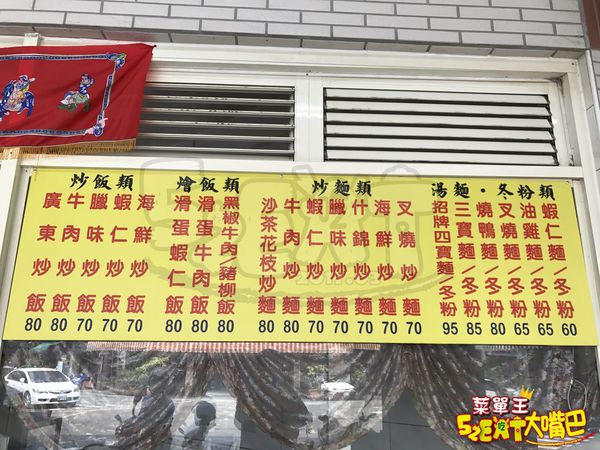 炒飯類
廣東炒飯 80
牛肉炒飯 80
臘味炒飯 70
蝦仁炒飯 70
海鮮炒飯 70
燴飯類
滑蛋蝦仁飯 80
滑蛋牛肉飯 80
黑椒牛肉/豬柳飯 80
炒麵類
沙茶花枝炒麵 80
牛肉炒麵 80
蝦仁炒麵 70
臘味炒麵 70
什錦炒麵 70
海鮮炒麵 70
叉燒炒麵 70
湯麵·冬粉類
招牌四寶麵/冬粉 95
三寶麵/冬粉 85
燒鴨麵/冬粉 80
叉燒麵/冬粉 65
油雞麵/冬粉 65
蝦仁麵/冬粉 60
菜單王
52EAT大嘴巴